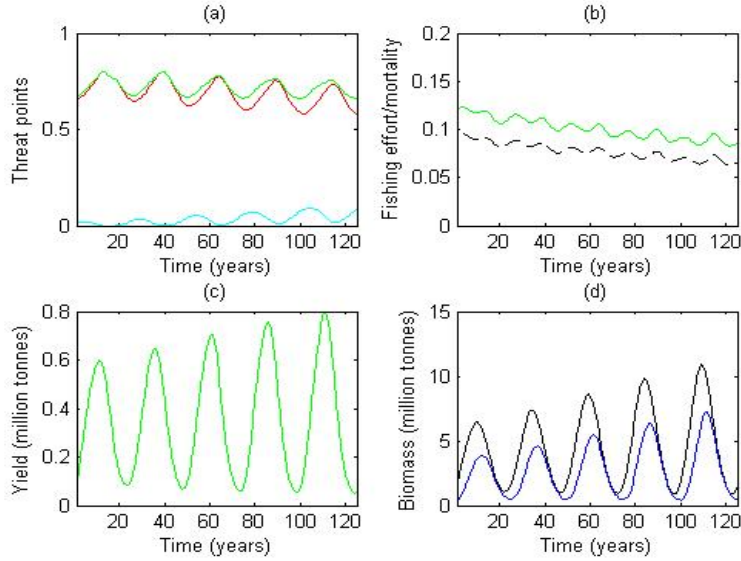 (a)
Threat points
1
0.5
0
20 40 60 80 100 120
Time (years)
(b)
Fishing effort/mortality
0.2
0.15
0.1
0.05
0
20 40 60 80 100 120
Time (years)
(c)
Yield (million tonnes)
0.8
0.6
0.4
0.2
0
20 40 60 80 100 120
Time (years)
(d)
Biomass (million tonnes)
15
10
5
0
20 40 60 80 100 120
Time (years)